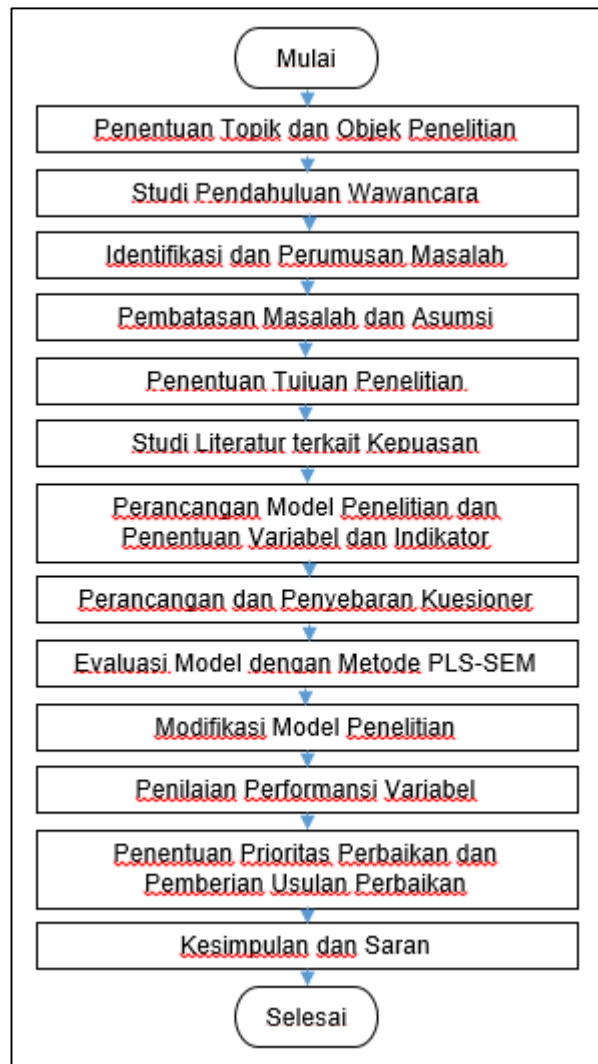 Mulai
Penentuan Topik dan Objek Penelitian
Studi Pendahuluan Wawancara
Identifikasi dan Perumusan Masalah
Pembatasan Masalah dan Asumsi
Penentuan Tujuan Penelitian
Studi Literatur terkait Kepuasan
Perancangan Model Penelitian dan
Penentuan Variabel dan Indikator
Perancangan dan Penyebaran Kuesioner
Evaluasi Model dengan Metode PLS-SEM
Modifikasi Model Penelitian
Penilaian Performansi Variabel
Penentuan Prioritas Perbaikan dan
Pemberian Usulan Perbaikan
Kesimpulan dan Saran
Selesai